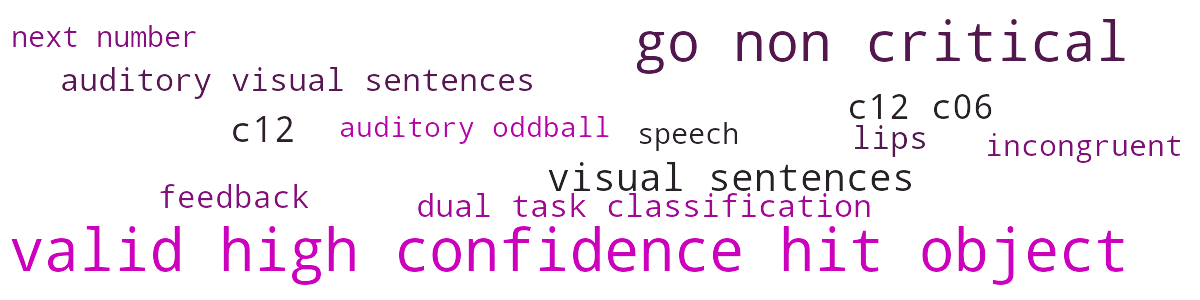 next number
go non critical
auditory visual sentences
c12 c06
c12
auditory oddball
speech
lips
incongruent
visual sentences
feedback
dual task classification
valid high confidence hit object